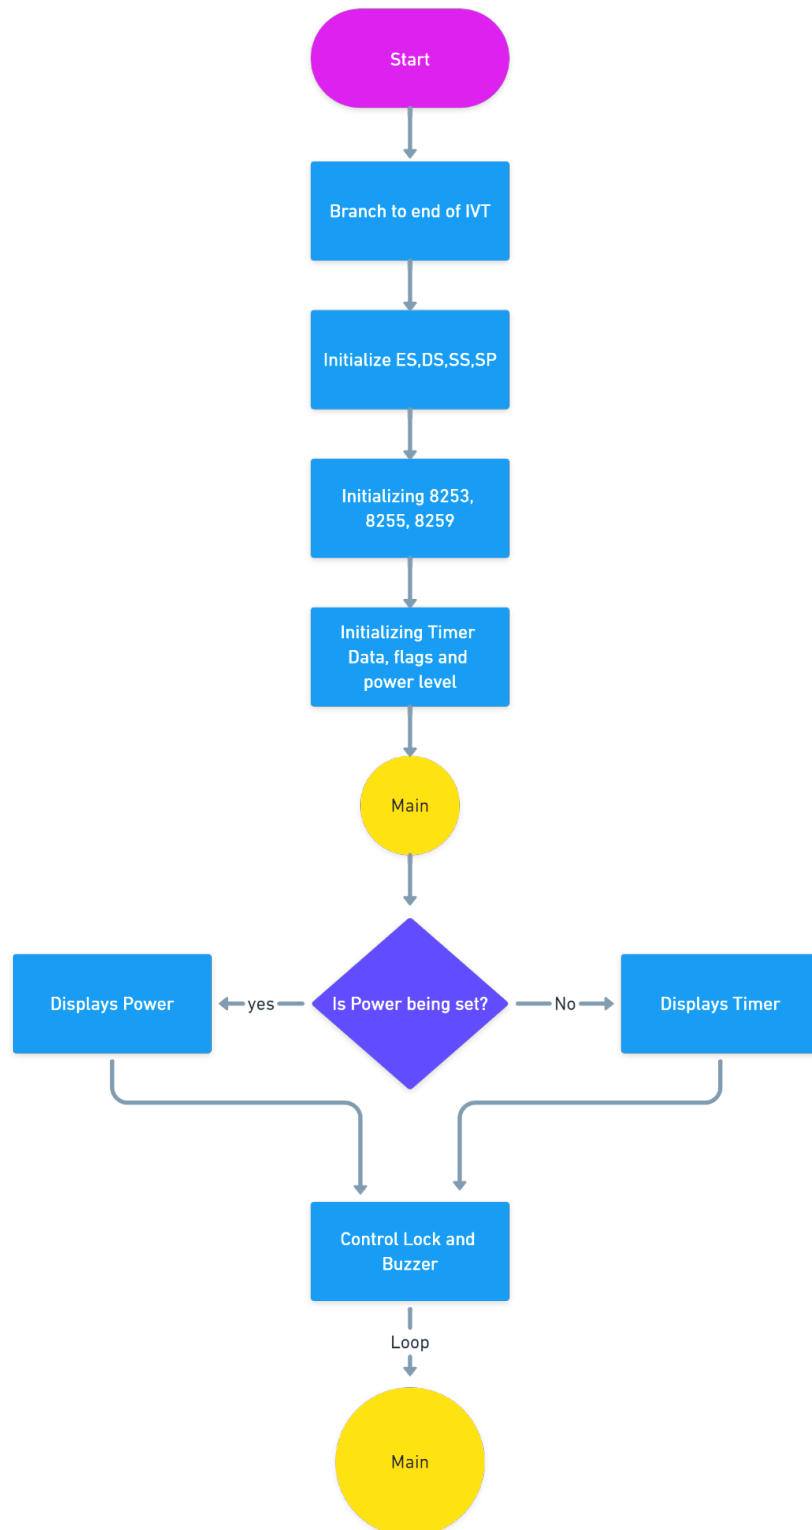 Start
Branch to end of IVT
Initialize ES,DS,SS,SP
Initializing 8253,
8255, 8259
Initializing Timer
Data, flags and
power level
Main
Displays Power
yes
Is Power being set?
No
Displays Timer
Control Lock and
Buzzer
Loop
Main